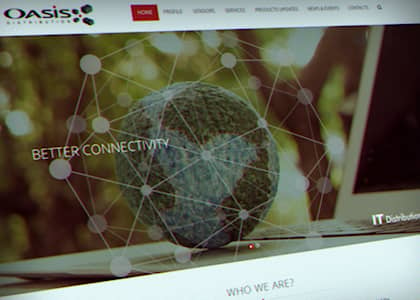 OASIS
DISTRIBUTION
HOME PROFILE VENDORS SERVICES PRODUCTS UPDATES NEWS & EVENTS CONTACTS
BETTER CONNECTIVITY
IT Distribution
WHO WE ARE?